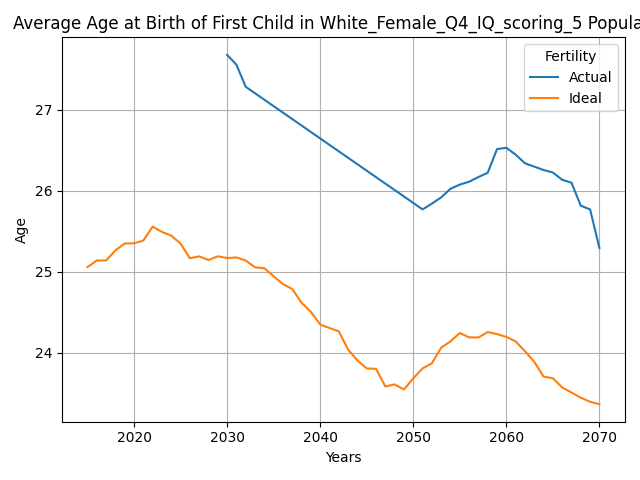 Average Age at Birth of First Child in White_Female_Q4_IQ_scoring_5 Popula
Fertility
Actual
Ideal
27
26
25
24
Age
2020 2030 2040 2050 2060 2070
Years